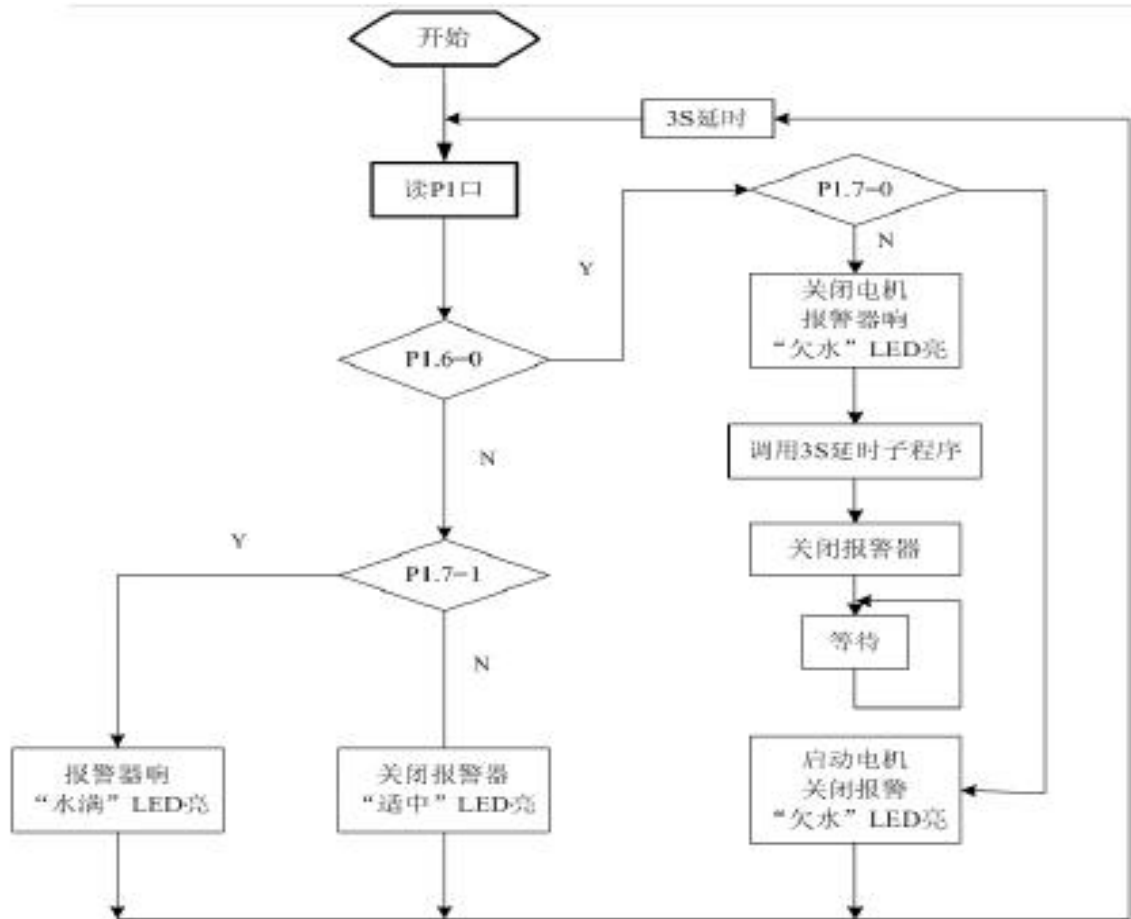 开始
3S延时
读P1口
P1.7=0
Y
N
关闭电机
报警器响
“欠水”LED亮
P1.6=0
调用3S延时子程序
N
关闭报警器
Y
P1.7=1
等待
N
报警器响
“水满”LED亮
关闭报警器
“适中”LED亮
启动电机
关闭报警
“欠水”LED亮